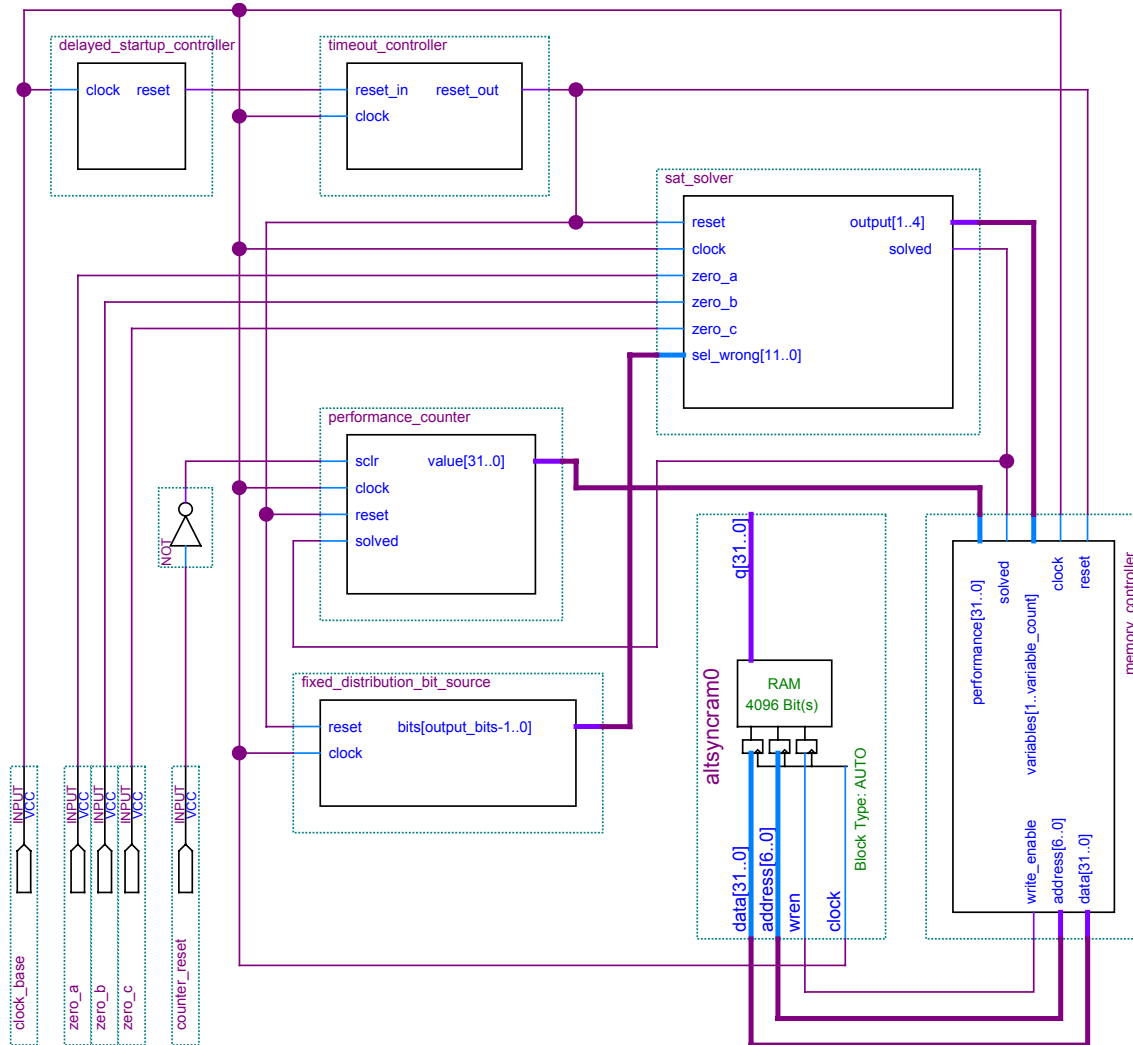 delayed_startup_controller
clock
reset
timeout_controller
reset_in
reset_out
clock
sat_solver
reset
output[1..4]
clock
solved
zero_a
zero_b
zero_c
sel_wrong[11..0]
performance_counter
sclr
value[31..0]
clock
reset
solved
NOT
fixed_distribution_bit_source
reset
bits[output_bits-1..0]
clock
altsyncram0
q[31..0]
RAM
4096 Bit(s)
Block Type: AUTO
data[31..0]
address[6..0]
wren
clock
memory_controller
performance[31..0]
solved
variables[1..variable_count]
clock
reset
write_enable
address[6..0]
data[31..0]
INPUT
VCC
clock_base
INPUT
VCC
zero_a
INPUT
VCC
zero_b
INPUT
VCC
zero_c
INPUT
VCC
counter_reset